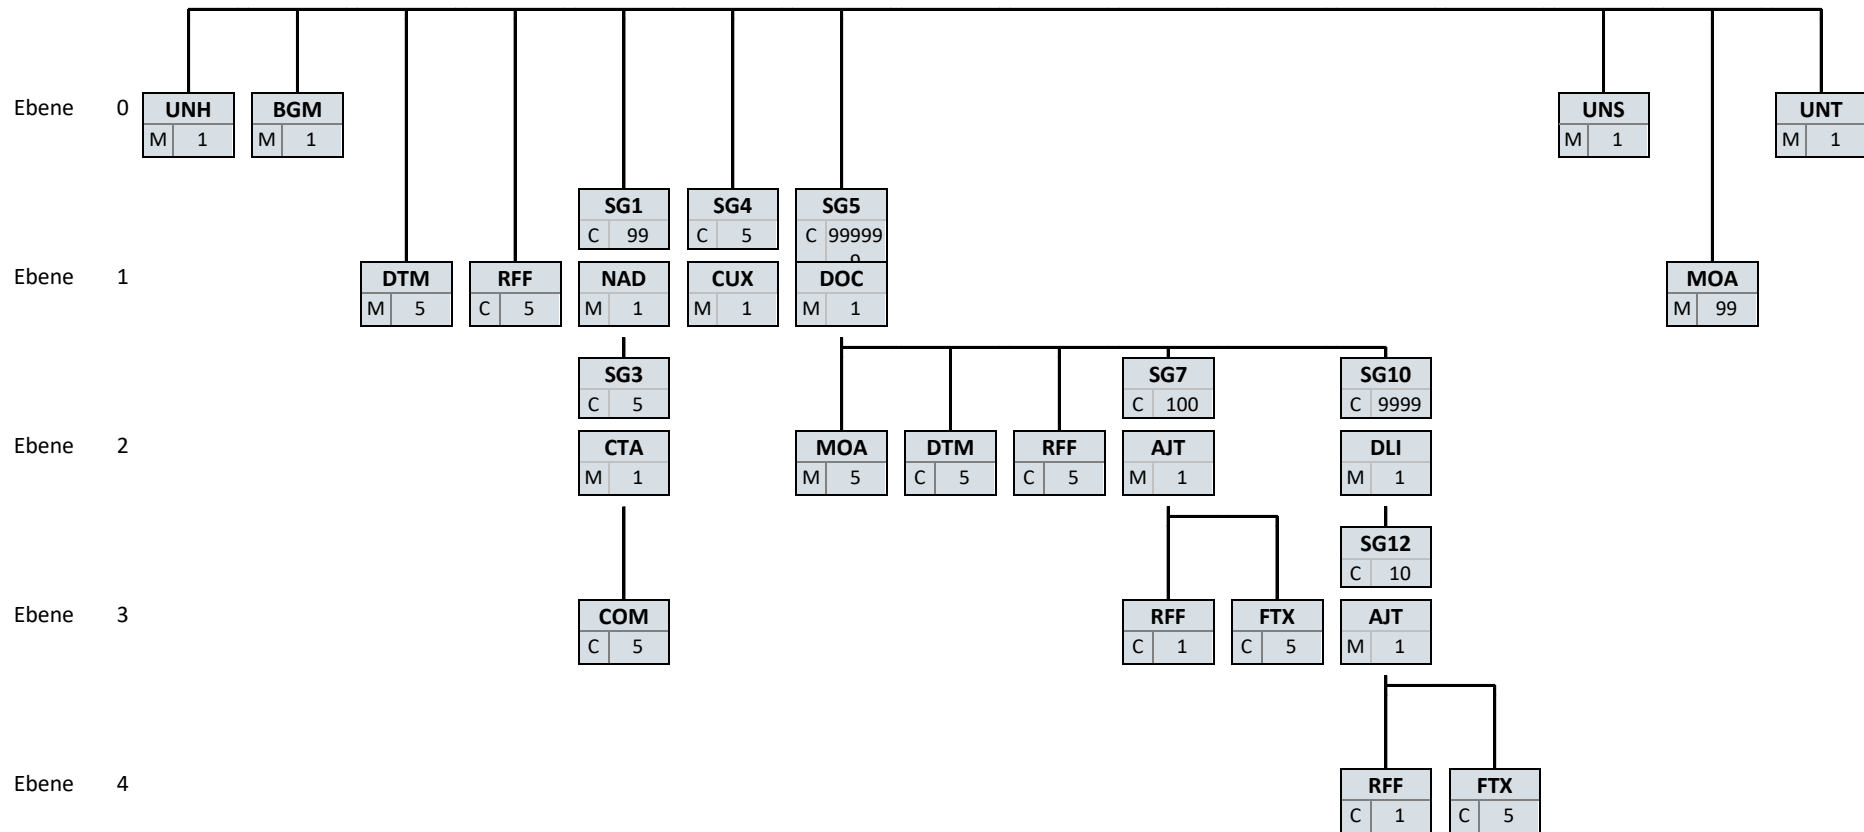 Ebene 0 UNH BGM UNS UNT
M 1 M 1 M 1 M 1
SG1 SG4 SG5
C 99 C 5 C 99999
9
Ebene 1 DTM RFF NAD CUX DOC MOA
M 5 C 5 M 1 M 1 M 1 M 99
SG3 SG7 SG10
C 5 C 100 C 9999
Ebene 2 CTA MOA DTM RFF AJT DLI
M 1 M 5 C 5 C 5 M 1 M 1
SG12
C 10
Ebene 3 COM RFF FTX AJT
C 5 C 1 C 5 M 1
Ebene 4 RFF FTX
C 1 C 5